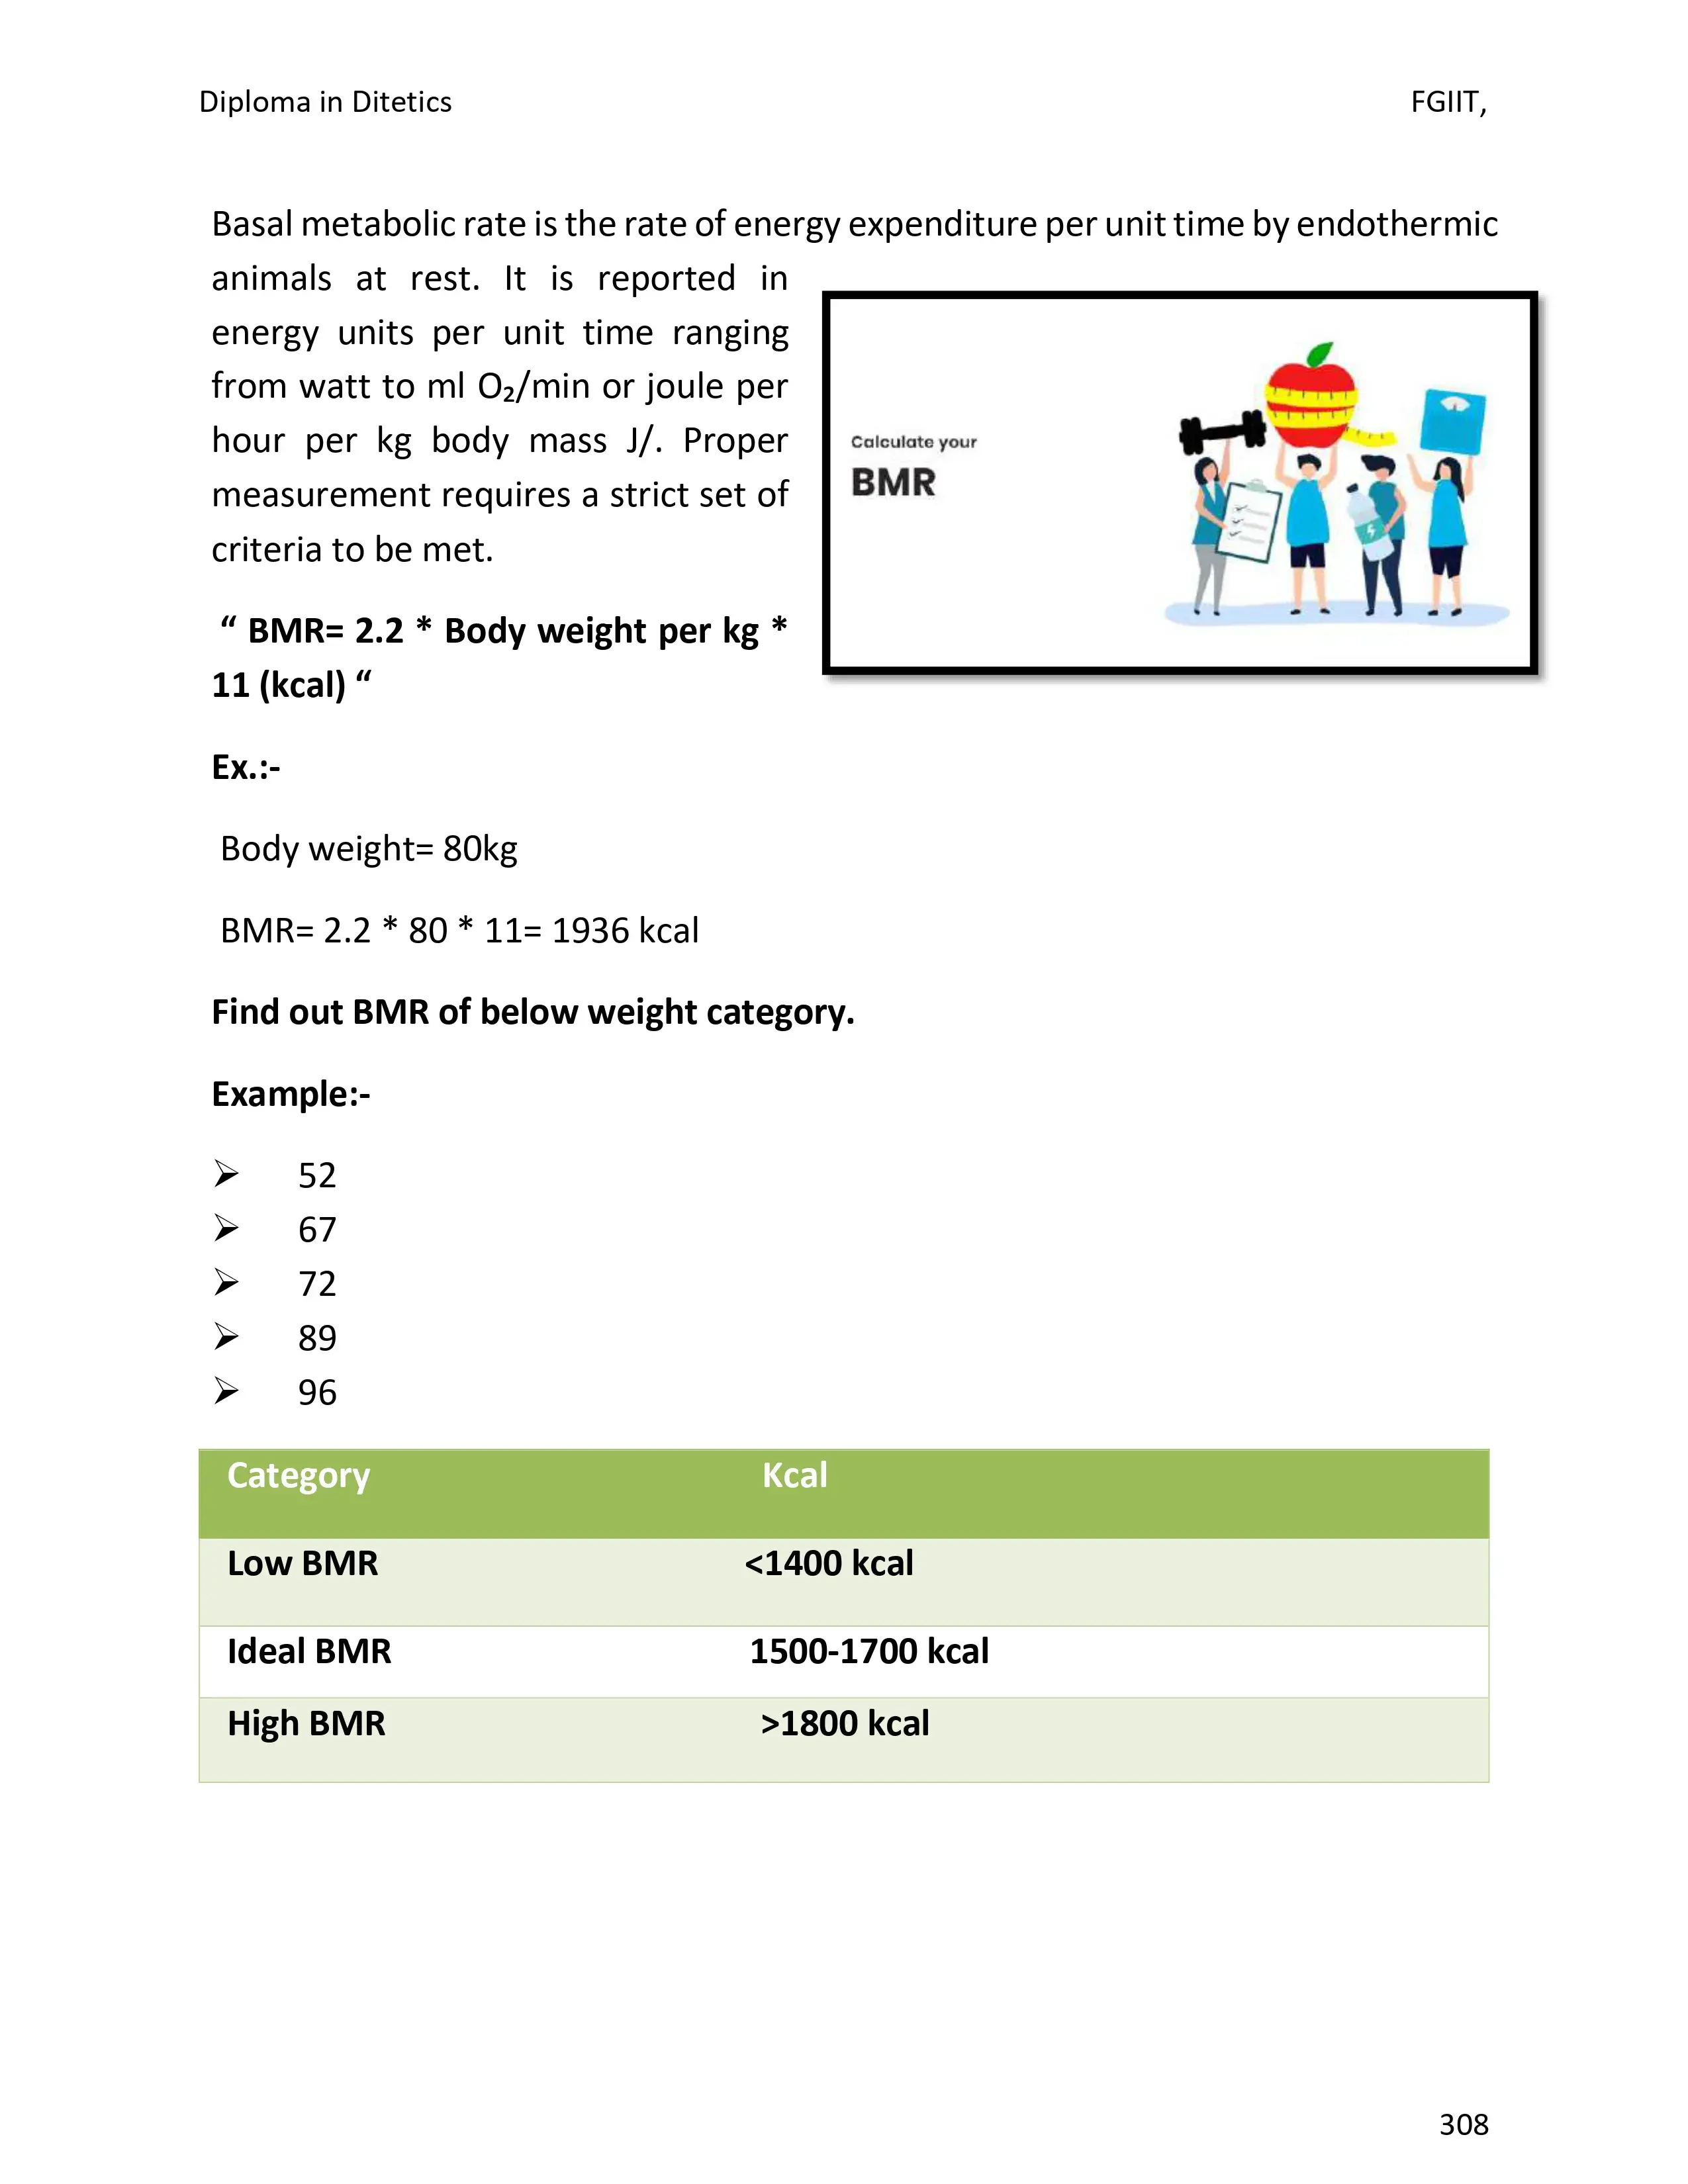 Diploma in Ditetics FGIIT,
Basal metabolic rate is the rate of energy expenditure per unit time by endothermic
animals at rest. It is reported in
energy units per unit time ranging
from watt to ml O₂/min or joule per
hour per kg body mass J/. Proper
measurement requires a strict set of
criteria to be met.
“ BMR= 2.2 * Body weight per kg *
11 (kcal) “
Calculate your
BMR
Ex.:-
Body weight= 80kg
BMR= 2.2 * 80 * 11= 1936 kcal
Find out BMR of below weight category.
Example:-
➢ 52
➢ 67
➢ 72
➢ 89
➢ 96
Category Kcal
Low BMR <1400 kcal
Ideal BMR 1500-1700 kcal
High BMR >1800 kcal
308